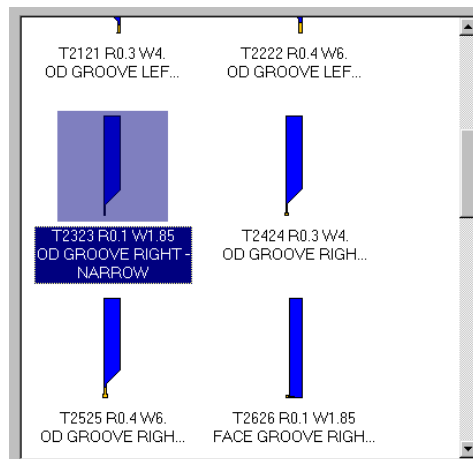 T2121 R0.3 W4.
OD GROOVE LEF...
T2222 R0.4 W6.
OD GROOVE LEF...
T2323 R0.1 W1.85
OD GROOVE RIGHT -
NARROW
T2424 R0.3 W4.
OD GROOVE RIGH...
T2525 R0.4 W6.
OD GROOVE RIGH...
T2626 R0.1 W1.85
FACE GROOVE RIGH...